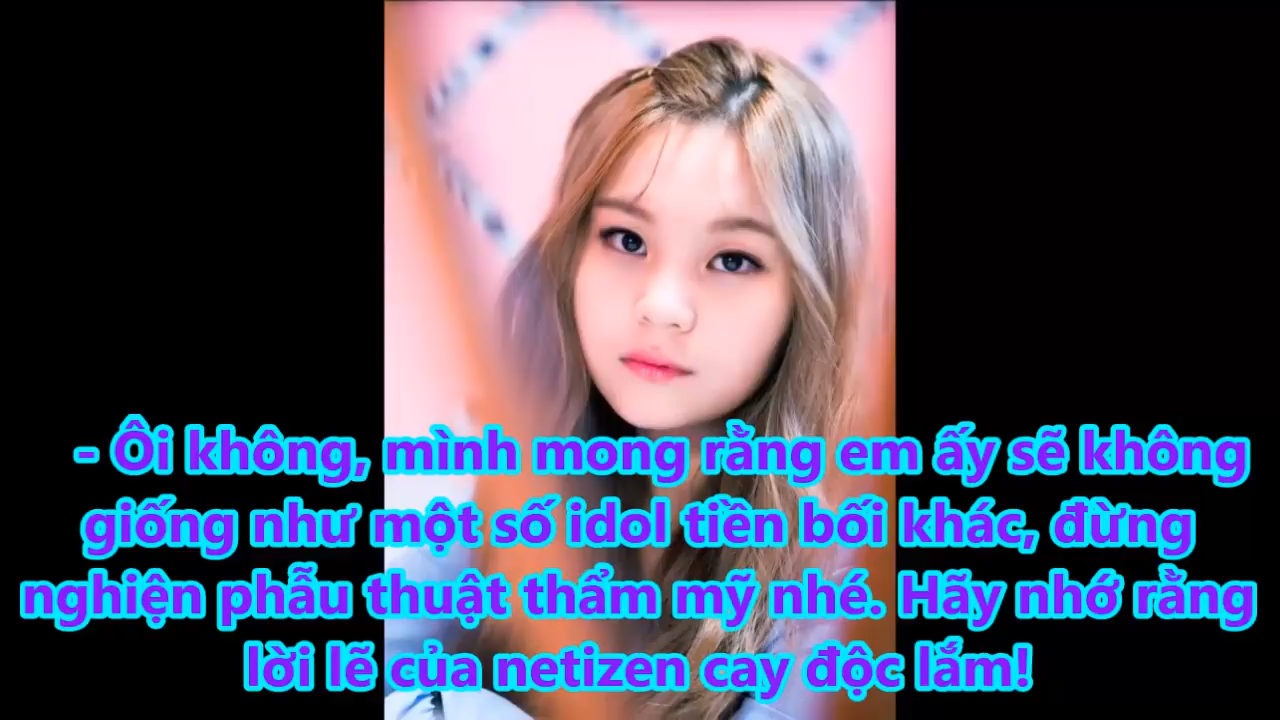 - Ôi không, mình mong rằng em ấy sẽ không
giống như một số idol tiền bối khác, đừng
nghiện phẫu thuật thẩm mỹ nhé. Hãy nhớ rằng
lời lẽ của netizen cay độc lắm!